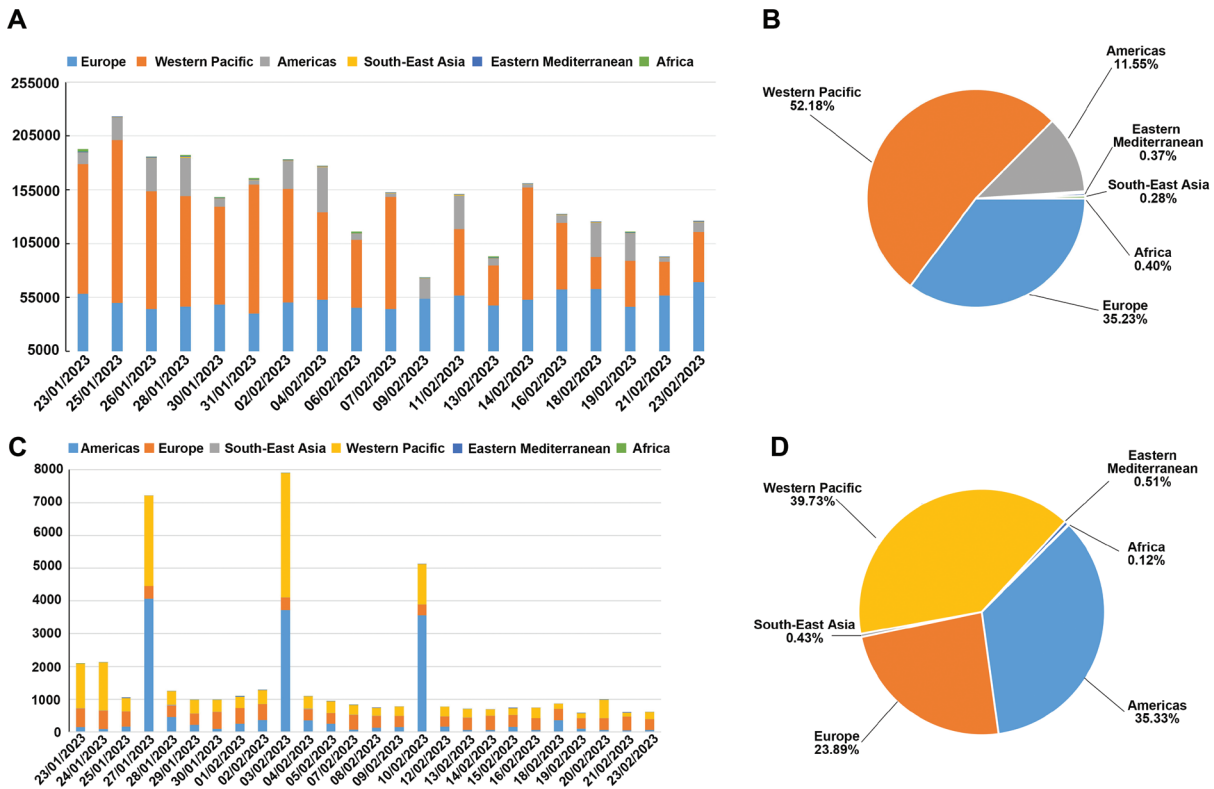 A
Europe Western Pacific Americas South-East Asia Eastern Mediterranean Africa
255000
205000
155000
105000
55000
5000
23/01/2023 25/01/2023 26/01/2023 28/01/2023 30/01/2023 31/01/2023 02/02/2023 04/02/2023 06/02/2023 07/02/2023 09/02/2023 11/02/2023 13/02/2023 14/02/2023 16/02/2023 18/02/2023 19/02/2023 21/02/2023 23/02/2023
B
Americas
11.55%
Western Pacific
52.18%
Eastern
Mediterranean
0.37%
South-East Asia
0.28%
Africa
0.40%
Europe
35.23%
C
Americas Europe South-East Asia Western Pacific Eastern Mediterranean Africa
8000
7000
6000
5000
4000
3000
2000
1000
0
23/01/2023 24/01/2023 25/01/2023 27/01/2023 28/01/2023 29/01/2023 30/01/2023 01/02/2023 02/02/2023 03/02/2023 04/02/2023 05/02/2023 07/02/2023 08/02/2023 09/02/2023 10/02/2023 12/02/2023 13/02/2023 14/02/2023 15/02/2023 16/02/2023 18/02/2023 19/02/2023 20/02/2023 21/02/2023 23/02/2023
D
Eastern
Mediterranean
0.51%
Western Pacific
39.73%
Africa
0.12%
South-East Asia
0.43%
Americas
35.33%
Europe
23.89%